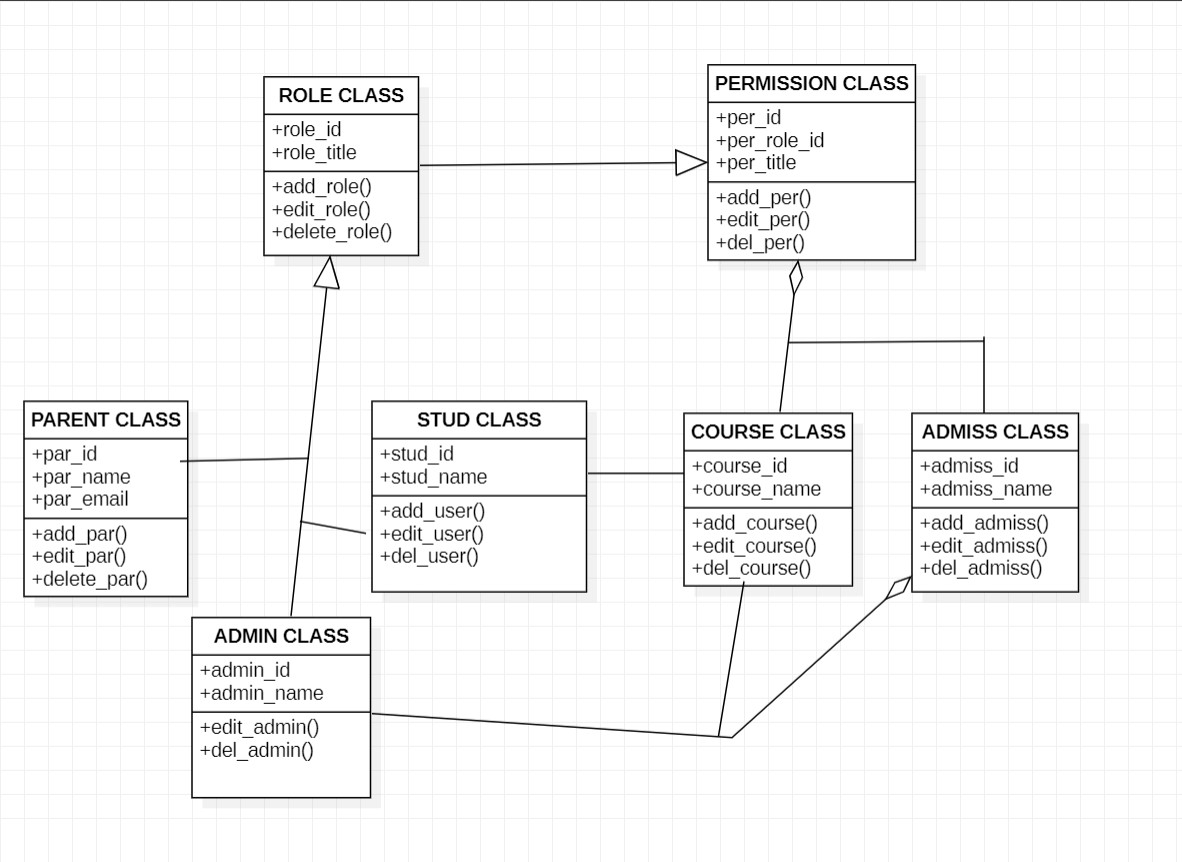 ROLE CLASS
+role_id
+role_title
+add_role()
+edit_role()
+delete_role()
PERMISSION CLASS
+per_id
+per_role_id
+per_title
+add_per()
+edit_per()
+del_per()
PARENT CLASS
+par_id
+par_name
+par_email
+add_par()
+edit_par()
+delete_par()
STUD CLASS
+stud_id
+stud_name
+add_user()
+edit_user()
+del_user()
COURSE CLASS
+course_id
+course_name
+add_course()
+edit_course()
+del_course()
ADMISS CLASS
+admiss_id
+admiss_name
+add_admiss()
+edit_admiss()
+del_admiss()
ADMIN CLASS
+admin_id
+admin_name
+edit_admin()
+del_admin()